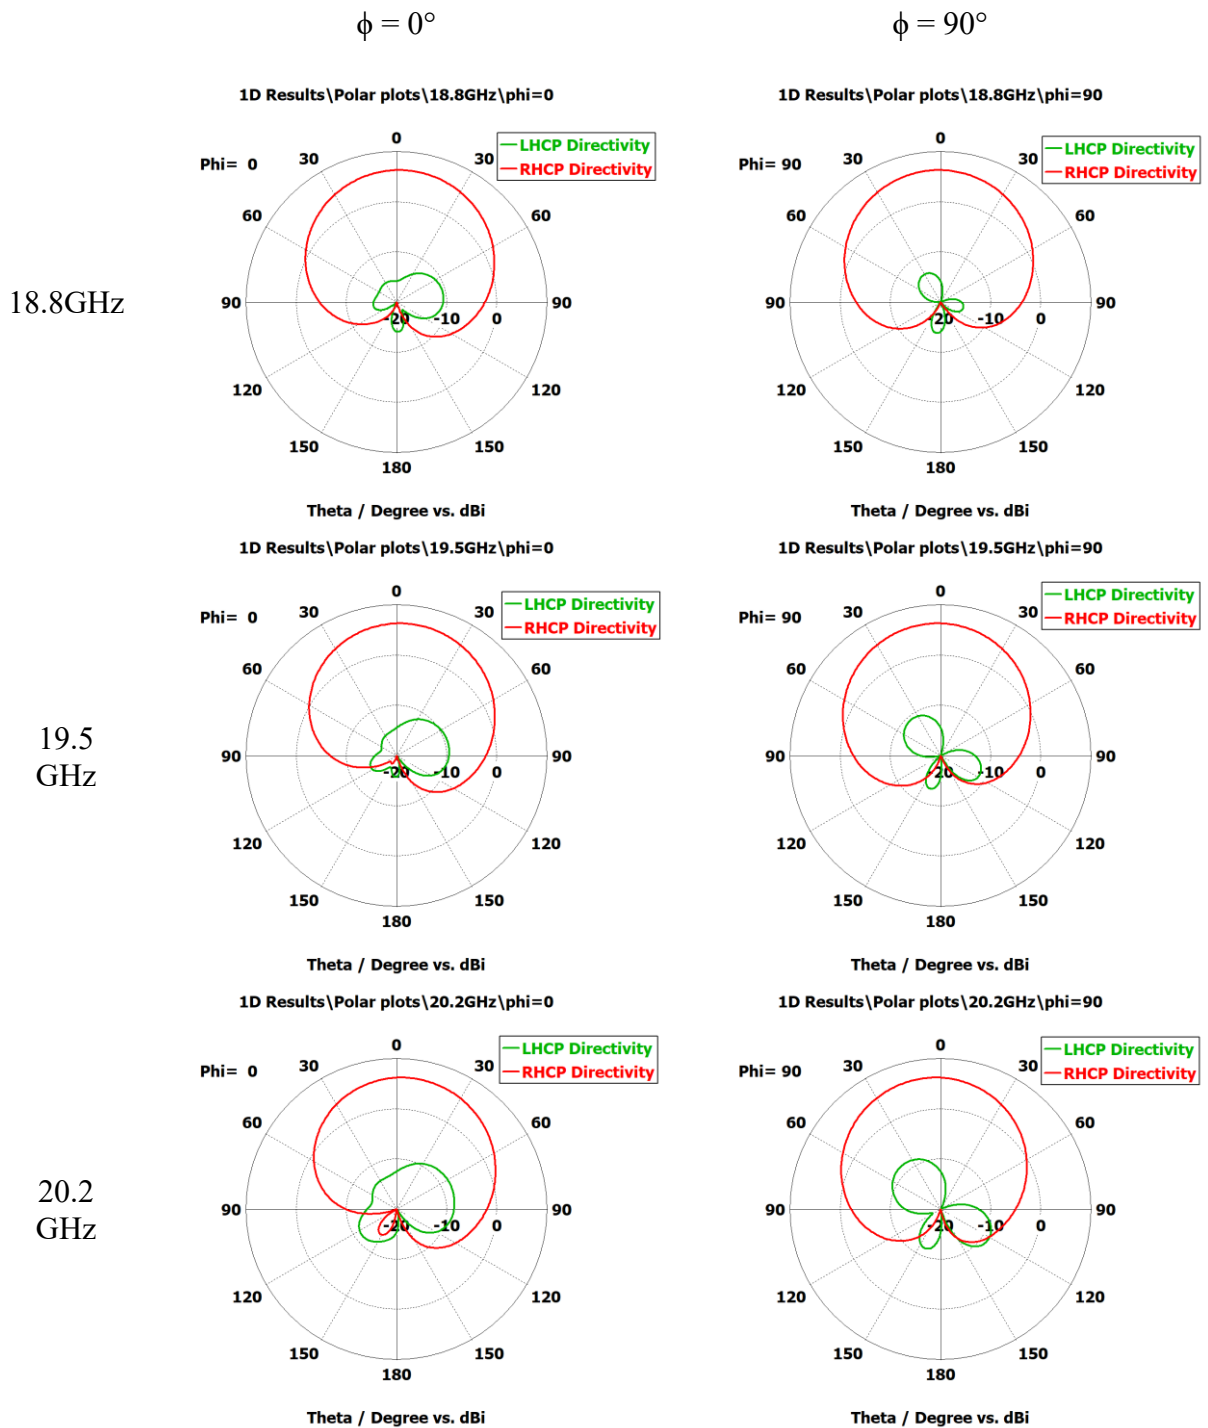 ϕ = 0°
ϕ = 90°
18.8GHz
1D Results\Polar plots\18.8GHz\phi=0
Phi= 0
LHCP Directivity
RHCP Directivity
0
30
30
60
60
90
90
-20 -10 0
120
120
150
150
180
Theta / Degree vs. dBi
1D Results\Polar plots\18.8GHz\phi=90
Phi= 90
LHCP Directivity
RHCP Directivity
0
30
30
60
60
90
90
-20 -10 0
120
120
150
150
180
Theta / Degree vs. dBi
19.5
GHz
1D Results\Polar plots\19.5GHz\phi=0
Phi= 0
LHCP Directivity
RHCP Directivity
0
30
30
60
60
90
90
-20 -10 0
120
120
150
150
180
Theta / Degree vs. dBi
1D Results\Polar plots\19.5GHz\phi=90
Phi= 90
LHCP Directivity
RHCP Directivity
0
30
30
60
60
90
90
-20 -10 0
120
120
150
150
180
Theta / Degree vs. dBi
20.2
GHz
1D Results\Polar plots\20.2GHz\phi=0
Phi= 0
LHCP Directivity
RHCP Directivity
0
30
30
60
60
90
90
-20 -10 0
120
120
150
150
180
Theta / Degree vs. dBi
1D Results\Polar plots\20.2GHz\phi=90
Phi= 90
LHCP Directivity
RHCP Directivity
0
30
30
60
60
90
90
-20 -10 0
120
120
150
150
180
Theta / Degree vs. dBi